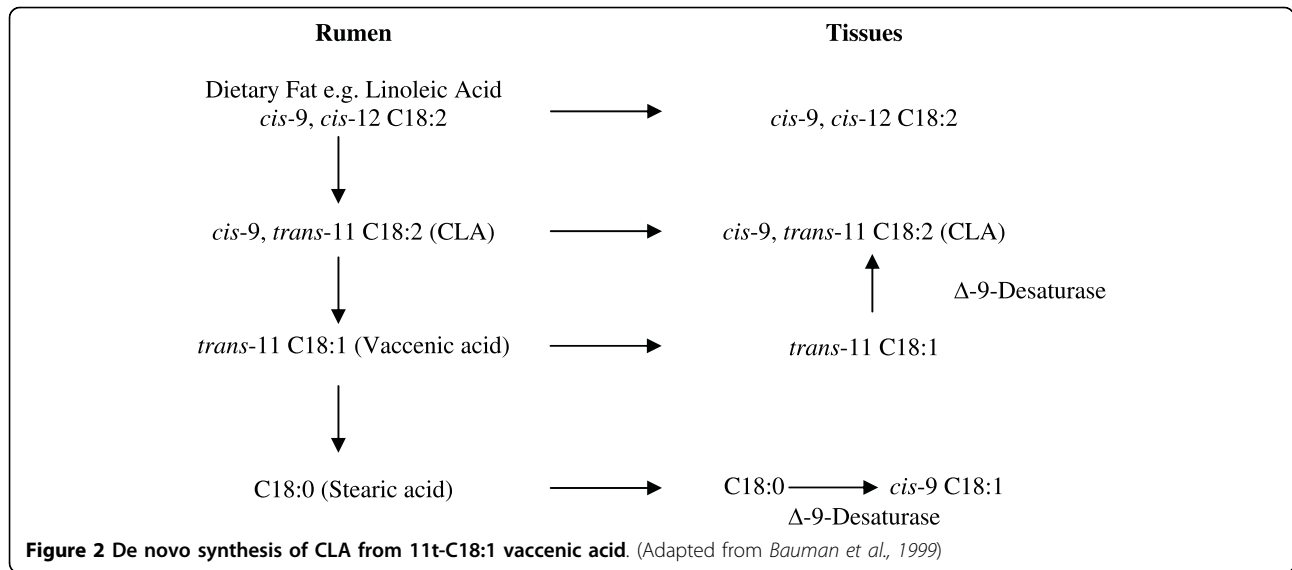 Rumen Tissues
Dietary Fat e.g. Linoleic Acid
cis-9, cis-12 C18:2 cis-9, cis-12 C18:2
cis-9, trans-11 C18:2 (CLA) cis-9, trans-11 C18:2 (CLA)
Δ-9-Desaturase
trans-11 C18:1 (Vaccenic acid) trans-11 C18:1
C18:0 (Stearic acid) C18:0 cis-9 C18:1
Δ-9-Desaturase
Figure 2 De novo synthesis of CLA from 11t-C18:1 vaccenic acid. (Adapted from Bauman et al., 1999)